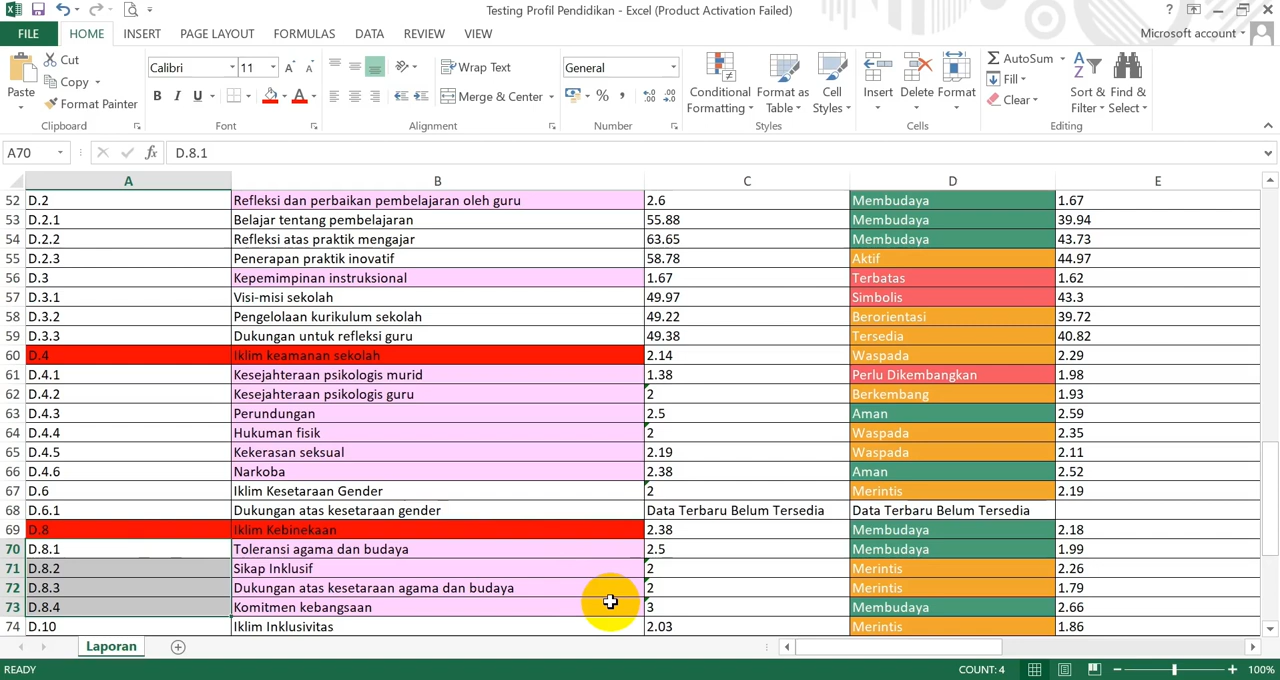 Testing Profil Pendidikan - Excel (Product Activation Failed)
FILE HOME INSERT PAGE LAYOUT FORMULAS DATA REVIEW VIEW Microsoft account
Paste Cut Copy Format Painter Clipboard
Calibri 11 B I U A Font
Wrap Text Merge & Center Alignment
General % Number
Conditional Formatting Format as Table Cell Styles Styles
Insert Delete Format Cells
AutoSum Fill Clear Sort & Filter Find & Select Editing
A70 fx D.8.1
A B C D E
52 D.2 Refleksi dan perbaikan pembelajaran oleh guru 2.6 Membudaya 1.67
53 D.2.1 Belajar tentang pembelajaran 55.88 Membudaya 39.94
54 D.2.2 Refleksi atas praktik mengajar 63.65 Membudaya 43.73
55 D.2.3 Penerapan praktik inovatif 58.78 Aktif 44.97
56 D.3 Kepemimpinan instruksional 1.67 Terbatas 1.62
57 D.3.1 Visi-misi sekolah 49.97 Simbolis 43.3
58 D.3.2 Pengelolaan kurikulum sekolah 49.22 Berorientasi 39.72
59 D.3.3 Dukungan untuk refleksi guru 49.38 Tersedia 40.82
60 D.4 Iklim keamanan sekolah 2.14 Waspada 2.29
61 D.4.1 Kesejahteraan psikologis murid 1.38 Perlu Dikembangkan 1.98
62 D.4.2 Kesejahteraan psikologis guru 2 Berkembang 1.93
63 D.4.3 Perundungan 2.5 Aman 2.59
64 D.4.4 Hukuman fisik 2 Waspada 2.35
65 D.4.5 Kekerasan seksual 2.19 Waspada 2.11
66 D.4.6 Narkoba 2.38 Aman 2.52
67 D.6 Iklim Kesetaraan Gender 2 Merintis 2.19
68 D.6.1 Dukungan atas kesetaraan gender Data Terbaru Belum Tersedia Data Terbaru Belum Tersedia
69 D.8 Iklim Kebinekaan 2.38 Membudaya 2.18
70 D.8.1 Toleransi agama dan budaya 2.5 Membudaya 1.99
71 D.8.2 Sikap Inklusif 2 Merintis 2.26
72 D.8.3 Dukungan atas kesetaraan agama dan budaya 2 Merintis 1.79
73 D.8.4 Komitmen kebangsaan 3 Membudaya 2.66
74 D.10 Iklim Inklusivitas 2.03 Merintis 1.86
Laporan
READY COUNT: 4 100%